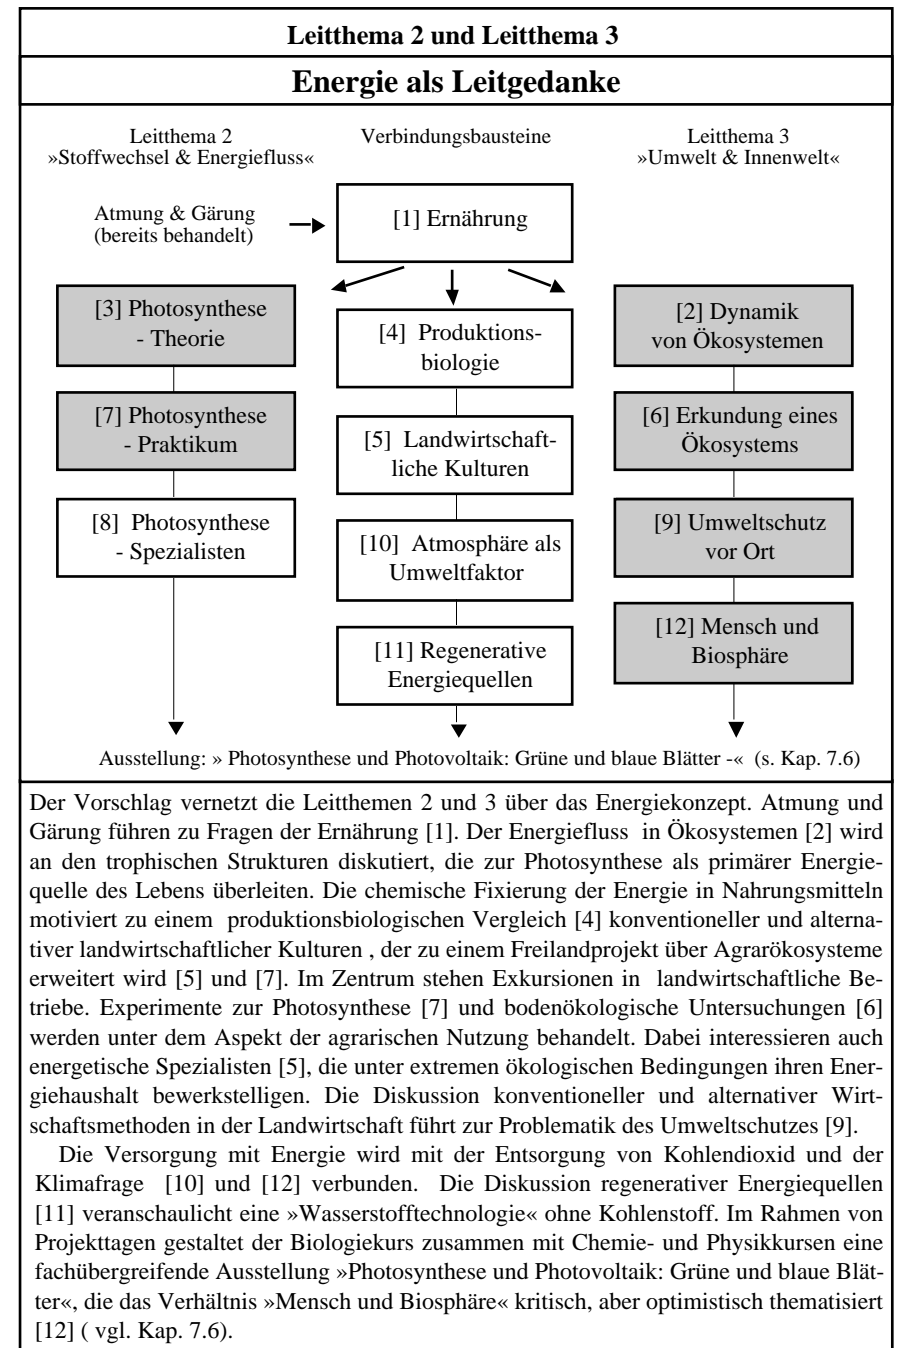 Leitthema 2 und Leitthema 3
Energie als Leitgedanke
Leitthema 2
»Stoffwechsel & Energiefluss«
Verbindungsbausteine
Leitthema 3
»Umwelt & Innenwelt«
Atmung & Gärung
(bereits behandelt)
[1] Ernährung
[3] Photosynthese
- Theorie
[4] Produktions-
biologie
[2] Dynamik
von Ökosystemen
[7] Photosynthese
- Praktikum
[5] Landwirtschaft-
liche Kulturen
[6] Erkundung eines
Ökosystems
[8] Photosynthese
- Spezialisten
[10] Atmosphäre als
Umweltfaktor
[9] Umweltschutz
vor Ort
[11] Regenerative
Energiequellen
[12] Mensch und
Biosphäre
Ausstellung: » Photosynthese und Photovoltaik: Grüne und blaue Blätter -« (s. Kap. 7.6)
Der Vorschlag vernetzt die Leitthemen 2 und 3 über das Energiekonzept. Atmung und
Gärung führen zu Fragen der Ernährung [1]. Der Energiefluss in Ökosystemen [2] wird
an den trophischen Strukturen diskutiert, die zur Photosynthese als primärer Energie-
quelle des Lebens überleiten. Die chemische Fixierung der Energie in Nahrungsmitteln
motiviert zu einem produktionsbiologischen Vergleich [4] konventioneller und alterna-
tiver landwirtschaftlicher Kulturen , der zu einem Freilandprojekt über Agrarökosysteme
erweitert wird [5] und [7]. Im Zentrum stehen Exkursionen in landwirtschaftliche Be-
triebe. Experimente zur Photosynthese [7] und bodenökologische Untersuchungen [6]
werden unter dem Aspekt der agrarischen Nutzung behandelt. Dabei interessieren auch
energetische Spezialisten [5], die unter extremen ökologischen Bedingungen ihren Ener-
giehaushalt bewerkstelligen. Die Diskussion konventioneller und alternativer Wirt-
schaftsmethoden in der Landwirtschaft führt zur Problematik des Umweltschutzes [9].
Die Versorgung mit Energie wird mit der Entsorgung von Kohlendioxid und der
Klimafrage [10] und [12] verbunden. Die Diskussion regenerativer Energiequellen
[11] veranschaulicht eine »Wasserstofftechnologie« ohne Kohlenstoff. Im Rahmen von
Projekttagen gestaltet der Biologiekurs zusammen mit Chemie- und Physikkursen eine
fachübergreifende Ausstellung »Photosynthese und Photovoltaik: Grüne und blaue Blät-
ter«, die das Verhältnis »Mensch und Biosphäre« kritisch, aber optimistisch thematisiert
[12] ( vgl. Kap. 7.6).